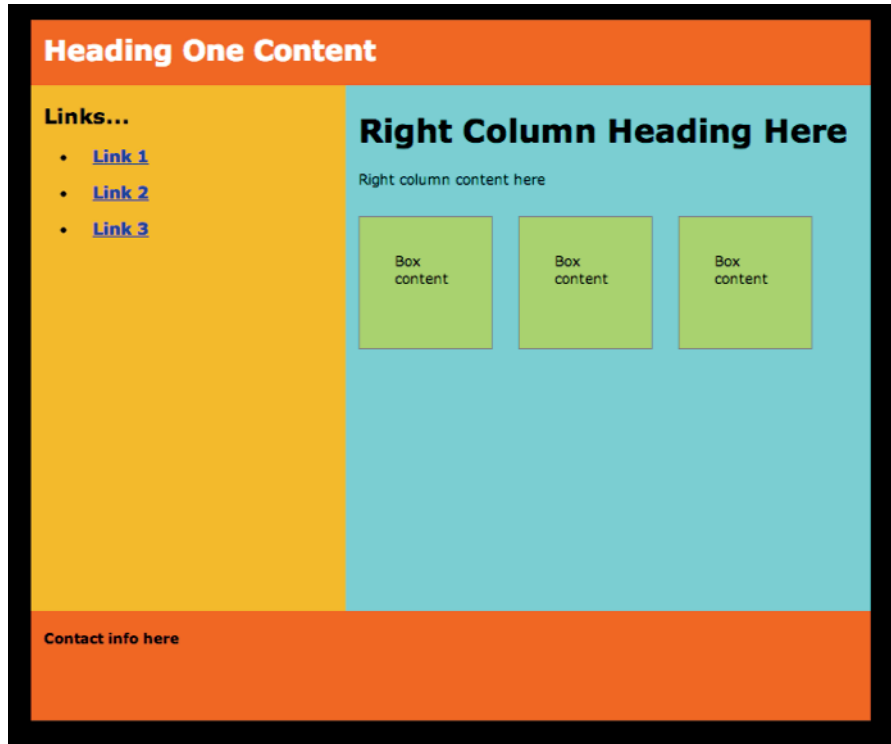 Heading One Content
Links...
Link 1
Link 2
Link 3
Right Column Heading Here
Right column content here
Box
content
Box
content
Box
content
Contact info here